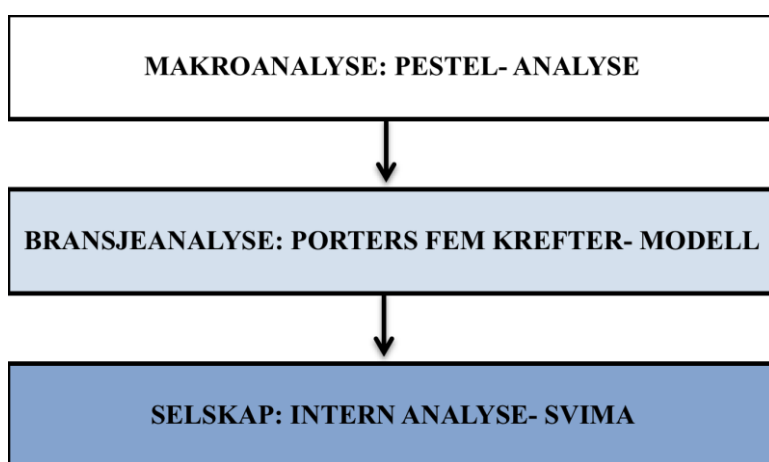 MAKROANALYSE: PESTEL- ANALYSE
BRANSJEANALYSE: PORTERS FEM KREFTER- MODELL
SELSKAP: INTERN ANALYSE- SVIMA